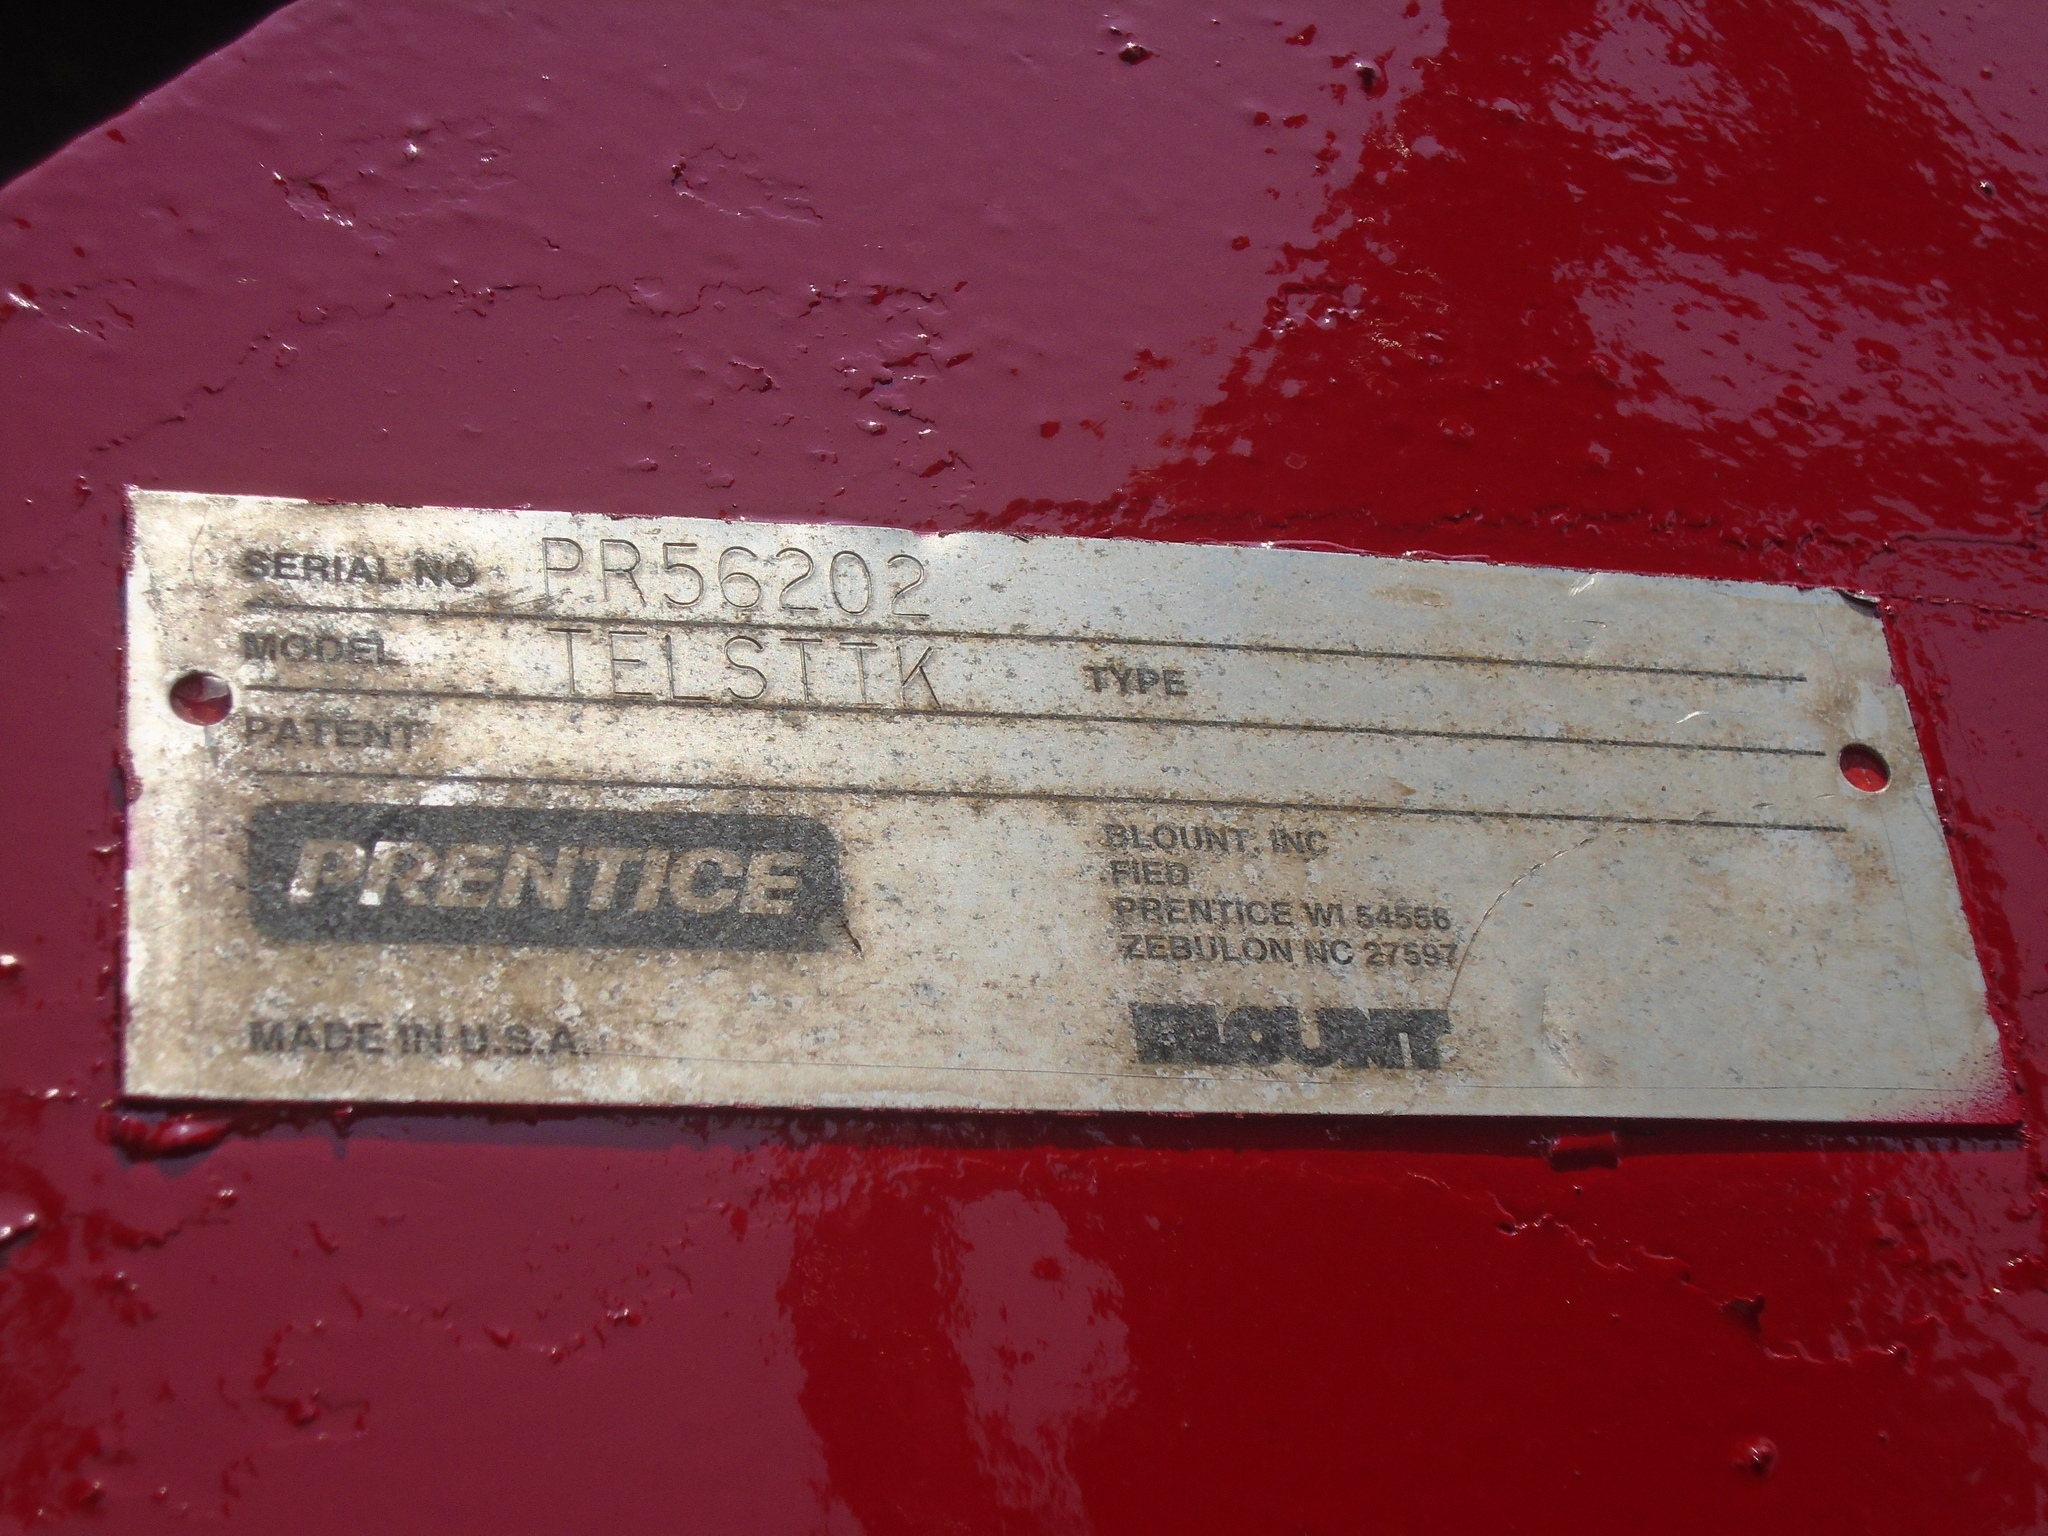 SERIAL NO PR56202
MODEL TELSTTK TYPE
PATENT
PRENTICE
BLOUNT, INC
FIED
PRENTICE WI 54556
ZEBULON NC 27597
MADE IN U.S.A.
BLOUNT